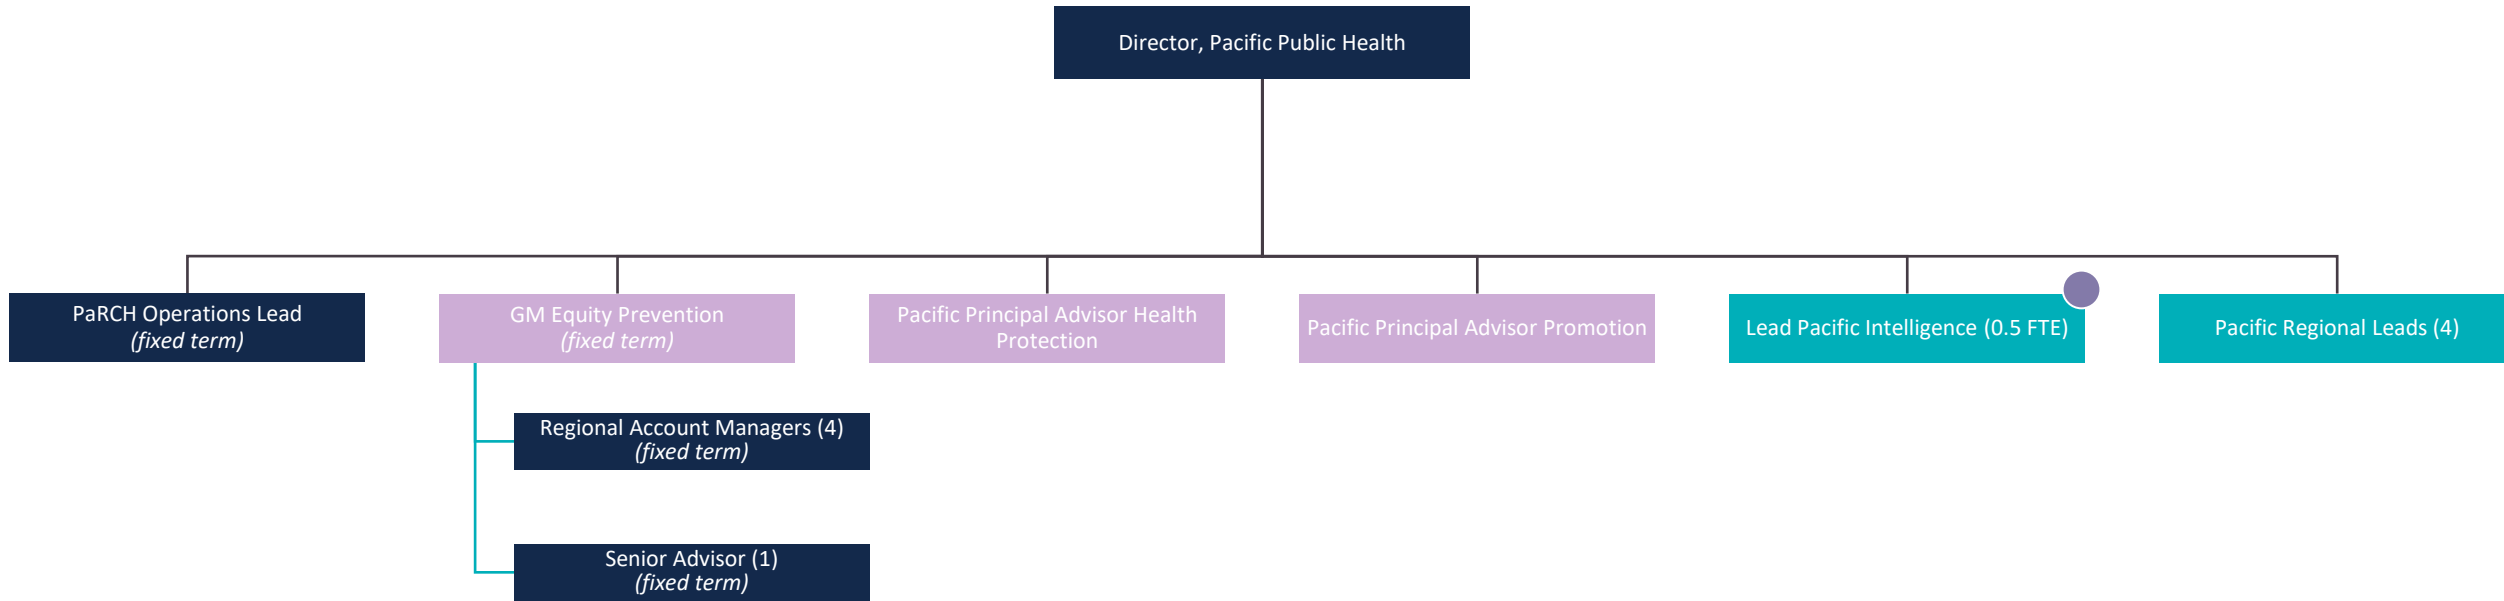 Director, Pacific Public Health
PaRCH Operations Lead
(fixed term)
GM Equity Prevention
(fixed term)
Pacific Principal Advisor Health
Protection
Pacific Principal Advisor Promotion
Lead Pacific Intelligence (0.5 FTE)
Pacific Regional Leads (4)
Regional Account Managers (4)
(fixed term)
Senior Advisor (1)
(fixed term)